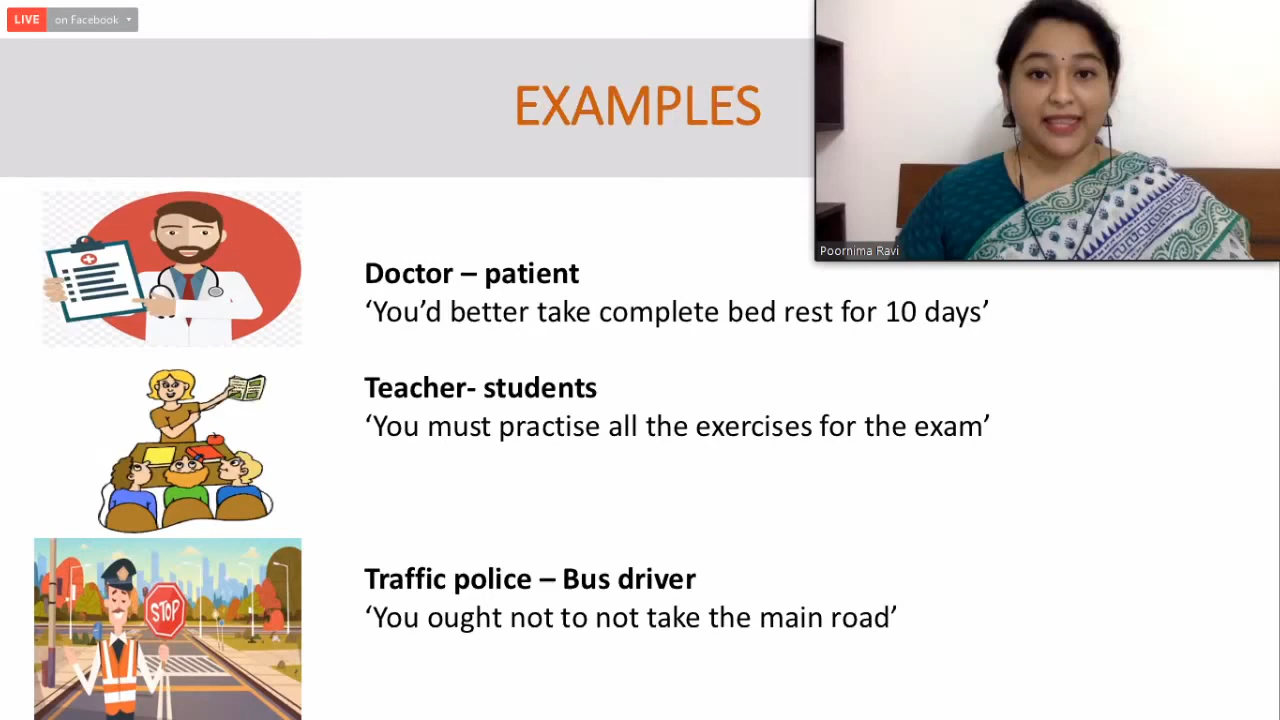 LIVE on Facebook
EXAMPLES
Poornima Ravi
Doctor – patient
‘You’d better take complete bed rest for 10 days’
Teacher- students
‘You must practise all the exercises for the exam’
STOP
Traffic police – Bus driver
‘You ought not to not take the main road’